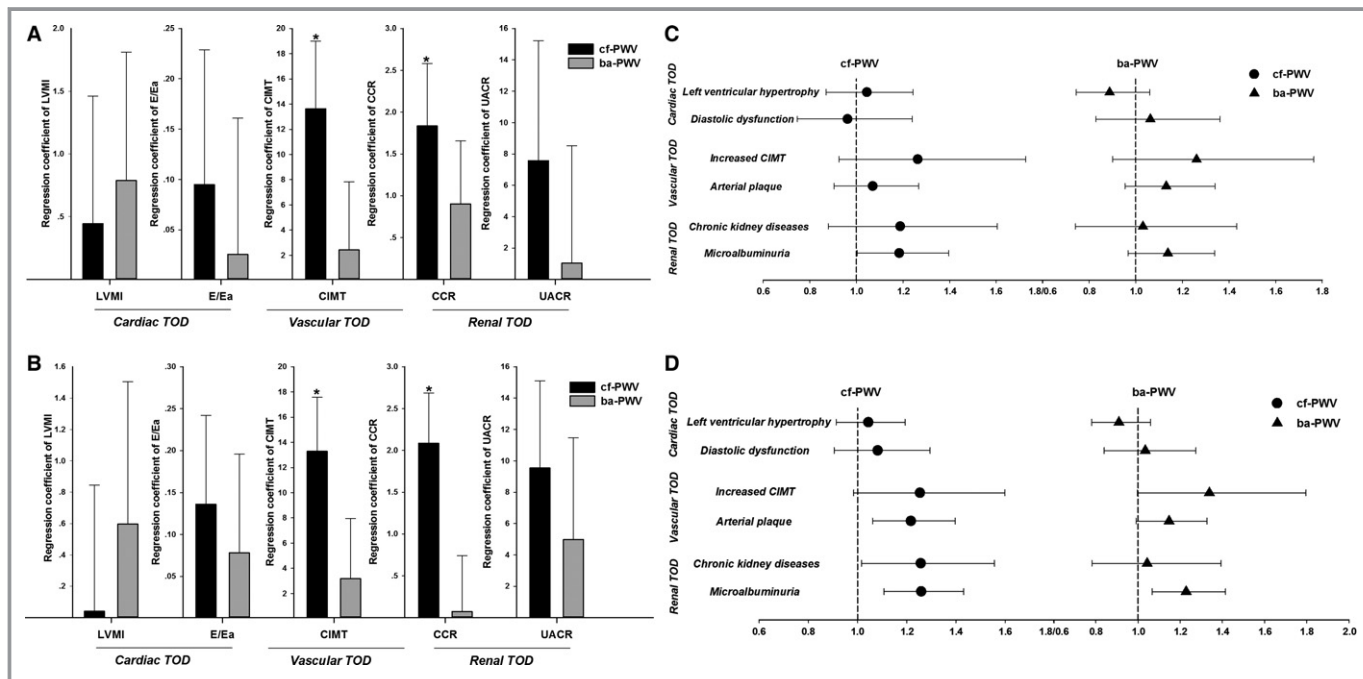 A
Regression coefficient of LVMI
2.0
1.5
1.0
.5
Regression coefficient of E/Ea
.25
.20
.15
.10
.05
Regression coefficient of CIMT
20
18
16
14
12
10
8
6
4
2
*
Regression coefficient of CCR
3.0
2.5
2.0
1.5
1.0
.5
*
Regression coefficient of UACR
16
14
12
10
8
6
4
2
cf-PWV
ba-PWV
LVMI E/Ea CIMT CCR UACR
Cardiac TOD Vascular TOD Renal TOD
C
cf-PWV
ba-PWV
cf-PWV
ba-PWV
Cardiac TOD
Left ventricular hypertrophy
Diastolic dysfunction
Vascular TOD
Increased CIMT
Arterial plaque
Renal TOD
Chronic kidney diseases
Microalbuminuria
0.6 0.8 1.0 1.2 1.4 1.6 1.8/0.6 0.8 1.0 1.2 1.4 1.6 1.8
B
Regression coefficient of LVMI
1.6
1.4
1.2
1.0
.8
.6
.4
.2
Regression coefficient of E/Ea
.30
.25
.20
.15
.10
.05
Regression coefficient of CIMT
20
18
16
14
13
10
8
6
4
2
*
Regression coefficient of CCR
3.0
2.5
2.0
1.5
1.0
.5
*
Regression coefficient of UACR
16
14
12
10
8
6
4
2
cf-PWV
ba-PWV
LVMI E/Ea CIMT CCR UACR
Cardiac TOD Vascular TOD Renal TOD
D
cf-PWV
ba-PWV
cf-PWV
ba-PWV
Cardiac TOD
Left ventricular hypertrophy
Diastolic dysfunction
Vascular TOD
Increased CIMT
Arterial plaque
Renal TOD
Chronic kidney diseases
Microalbuminuria
0.6 0.8 1.0 1.2 1.4 1.6 1.8/0.6 0.8 1.0 1.2 1.4 1.6 1.8 2.0